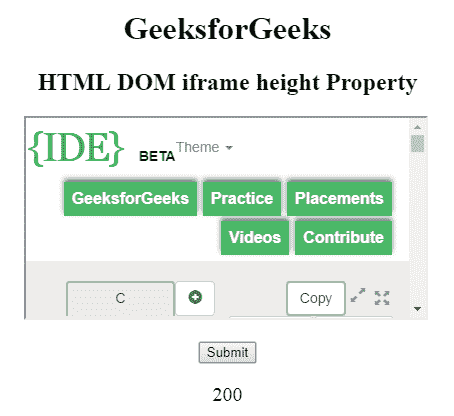 GeeksforGeeks
HTML DOM iframe height Property
{IDE} BETA Theme
GeeksforGeeks Practice Placements
Videos Contribute
C Copy
Submit
200